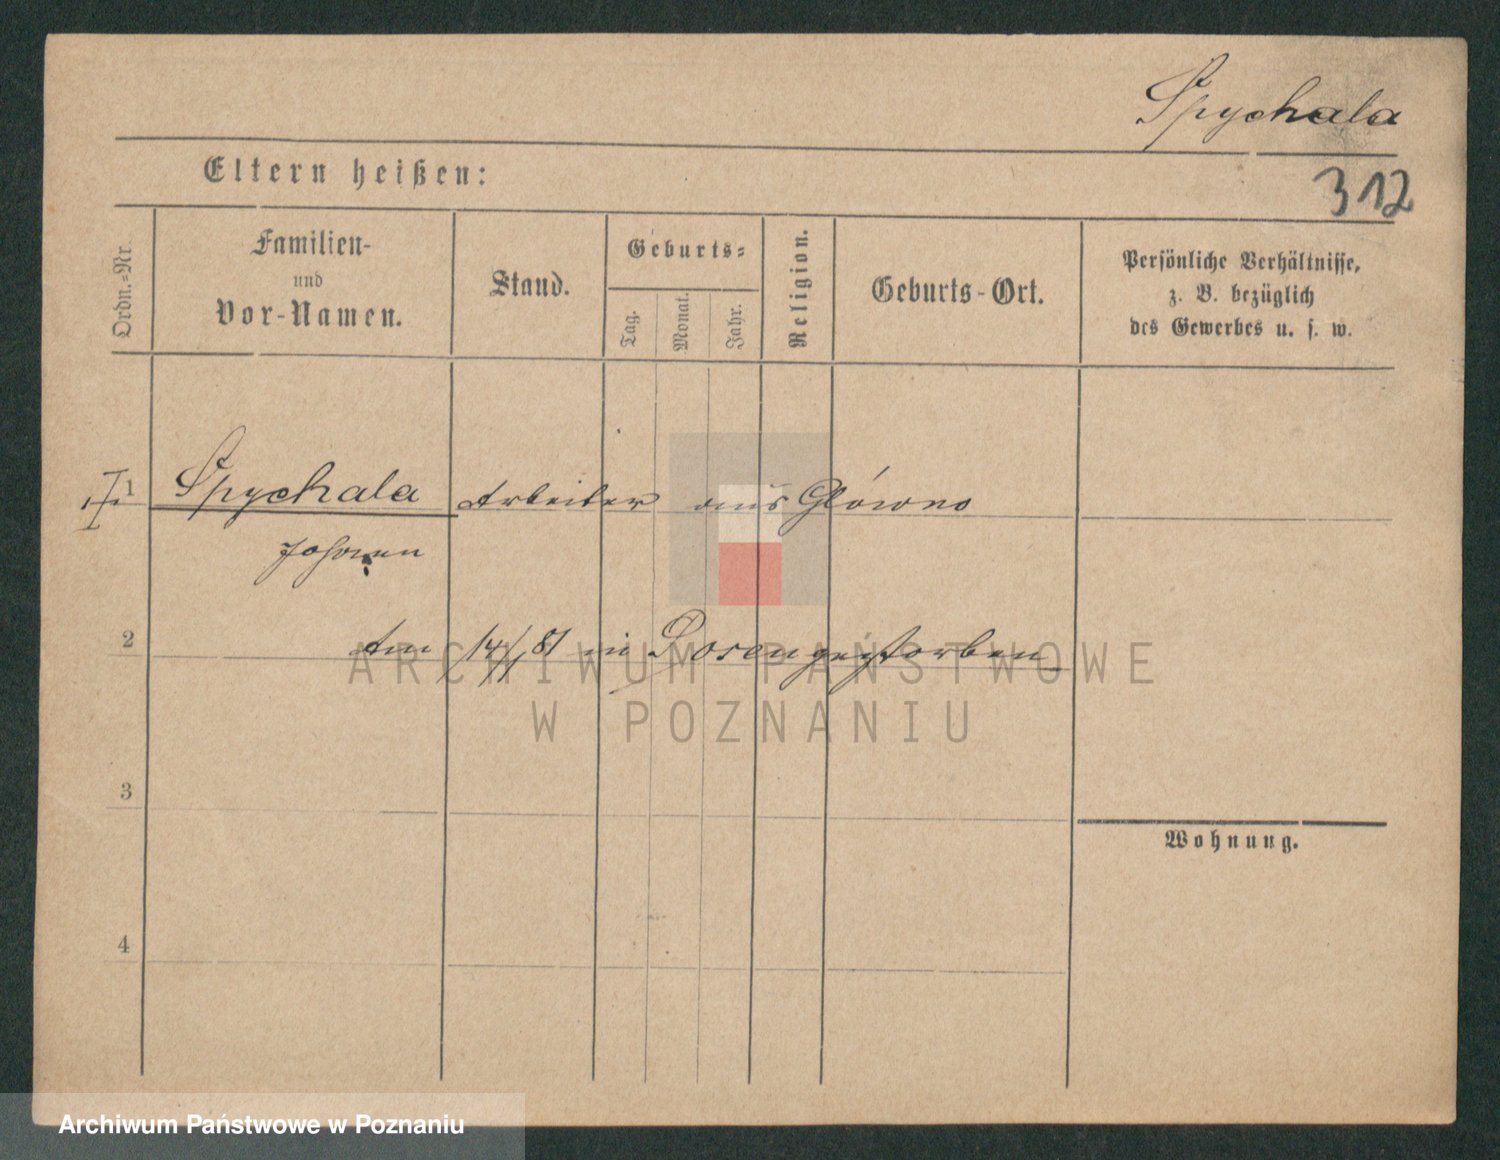 Spychala
Eltern heißen:
312
Ordn.=Nr.
Familien-
und
Vor-Namen.
Stand.
Geburts=
Tag.
Monat.
Jahr.
Religion.
Geburts-Ort.
Persönliche Verhältnisse,
z. B. bezüglich
des Gewerbes u. s. w.
1 Spychala Arbeiter aus Glówno
Johann
2 Am 14/1 81 in Posen gestorben
ARCHIWUM PAŃSTWOWE
W POZNANIU
3
Wohnung.
4
Archiwum Państwowe w Poznaniu